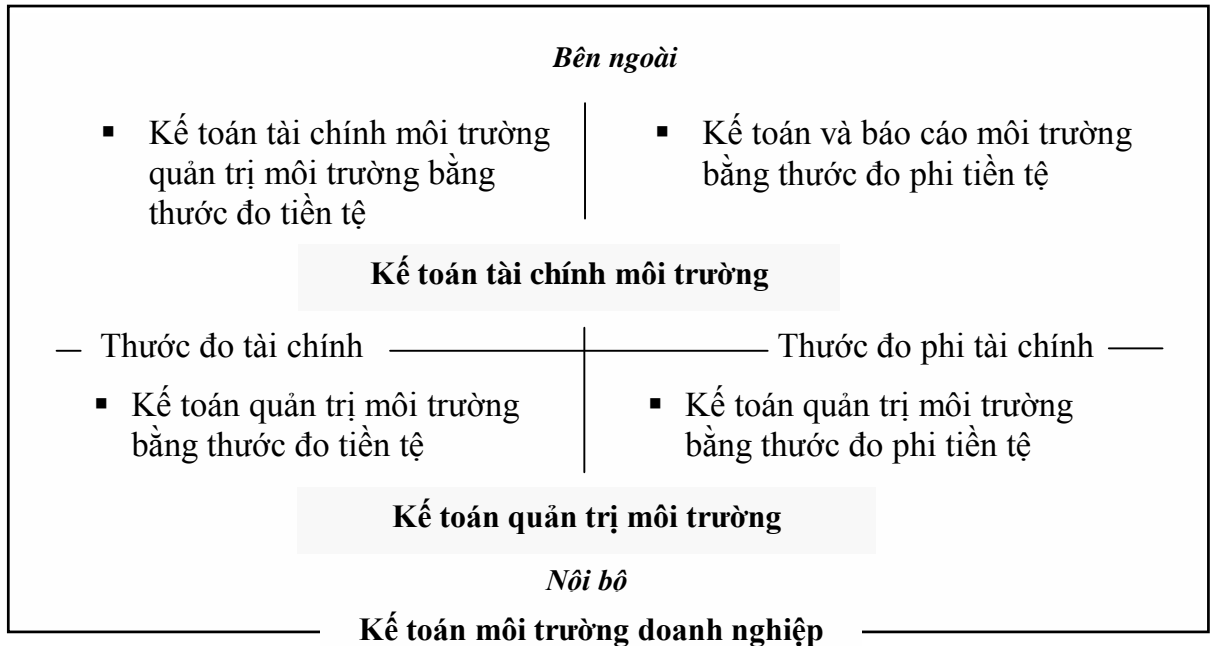 Bên ngoài
▪ Kế toán tài chính môi trường
quản trị môi trường bằng
thước đo tiền tệ
▪ Kế toán và báo cáo môi trường
bằng thước đo phi tiền tệ
Kế toán tài chính môi trường
Thước đo tài chính
Thước đo phi tài chính
▪ Kế toán quản trị môi trường
bằng thước đo tiền tệ
▪ Kế toán quản trị môi trường
bằng thước đo phi tiền tệ
Kế toán quản trị môi trường
Nội bộ
Kế toán môi trường doanh nghiệp